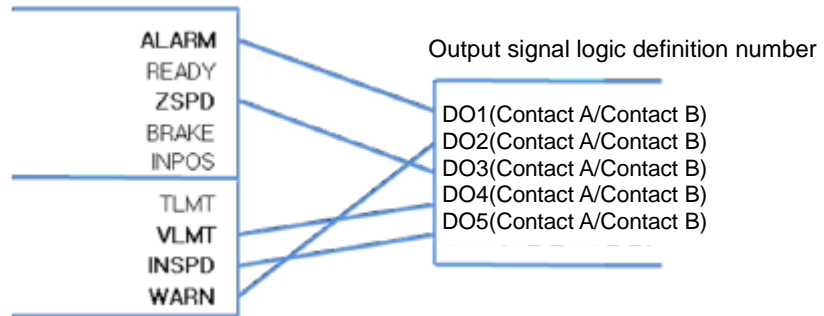 ALARM
READY
ZSPD
BRAKE
INPOS
TLMT
VLMT
INSPD
WARN
Output signal logic definition number
DO1(Contact A/Contact B)
DO2(Contact A/Contact B)
DO3(Contact A/Contact B)
DO4(Contact A/Contact B)
DO5(Contact A/Contact B)